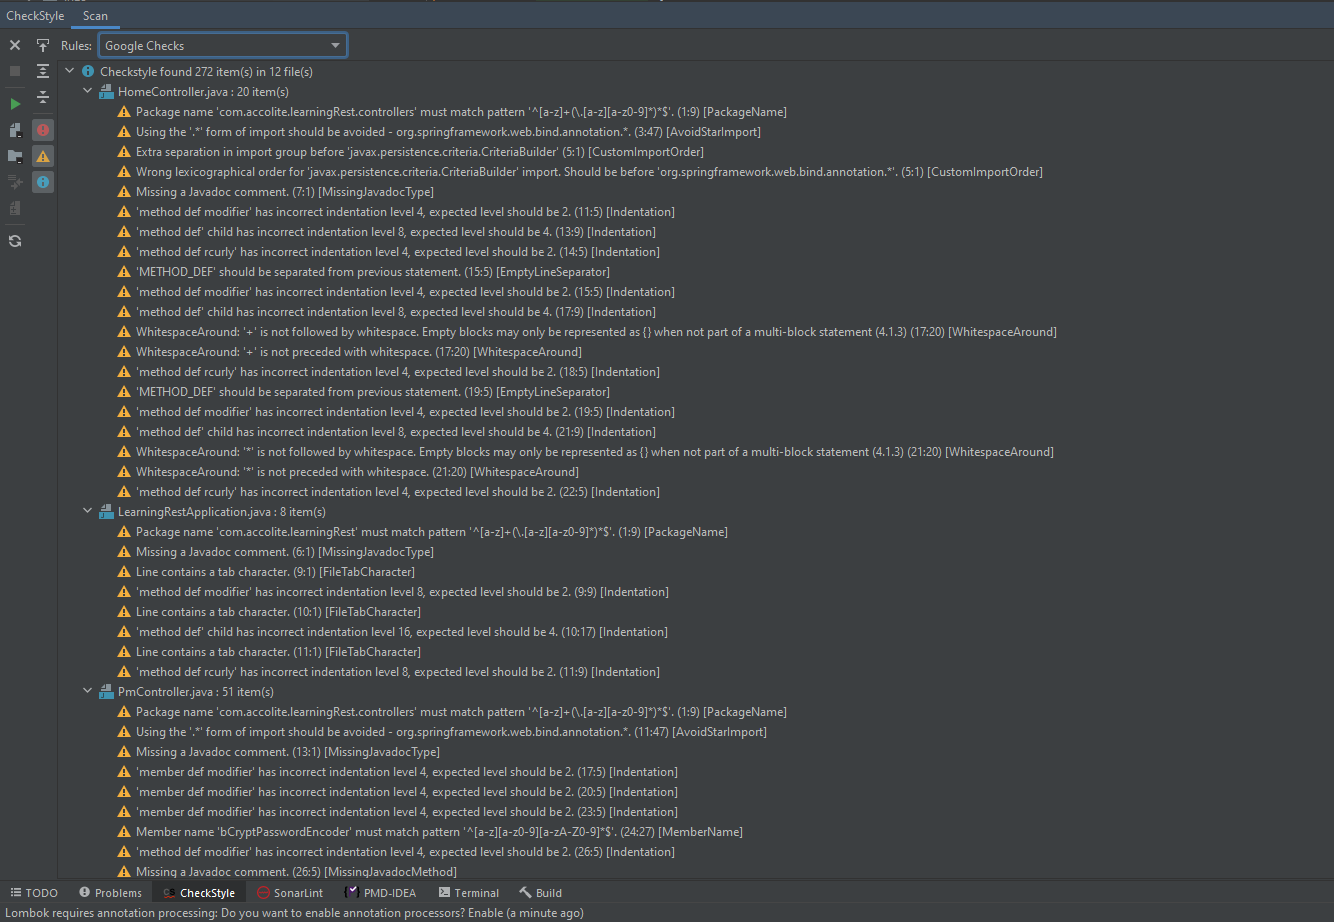 CheckStyle Scan
Rules: Google Checks
Checkstyle found 272 item(s) in 12 file(s)
HomeController.java : 20 item(s)
Package name 'com.accolite.learningRest.controllers' must match pattern '^[a-z]+(\.[a-z][a-z0-9]*)*$'. (1:9) [PackageName]
Using the '.*' form of import should be avoided - org.springframework.web.bind.annotation.*. (3:47) [AvoidStarImport]
Extra separation in import group before 'javax.persistence.criteria.CriteriaBuilder' (5:1) [CustomImportOrder]
Wrong lexicographical order for 'javax.persistence.criteria.CriteriaBuilder' import. Should be before 'org.springframework.web.bind.annotation.*'. (5:1) [CustomImportOrder]
Missing a Javadoc comment. (7:1) [MissingJavadocType]
'method def modifier' has incorrect indentation level 4, expected level should be 2. (11:5) [Indentation]
'method def' child has incorrect indentation level 8, expected level should be 4. (13:9) [Indentation]
'method def rcurly' has incorrect indentation level 4, expected level should be 2. (14:5) [Indentation]
'METHOD_DEF' should be separated from previous statement. (15:5) [EmptyLineSeparator]
'method def modifier' has incorrect indentation level 4, expected level should be 2. (15:5) [Indentation]
'method def' child has incorrect indentation level 8, expected level should be 4. (17:9) [Indentation]
WhitespaceAround: '+' is not followed by whitespace. Empty blocks may only be represented as {} when not part of a multi-block statement (4.1.3) (17:20) [WhitespaceAround]
WhitespaceAround: '+' is not preceded with whitespace. (17:20) [WhitespaceAround]
'method def rcurly' has incorrect indentation level 4, expected level should be 2. (18:5) [Indentation]
'METHOD_DEF' should be separated from previous statement. (19:5) [EmptyLineSeparator]
'method def modifier' has incorrect indentation level 4, expected level should be 2. (19:5) [Indentation]
'method def' child has incorrect indentation level 8, expected level should be 4. (21:9) [Indentation]
WhitespaceAround: '*' is not followed by whitespace. Empty blocks may only be represented as {} when not part of a multi-block statement (4.1.3) (21:20) [WhitespaceAround]
WhitespaceAround: '*' is not preceded with whitespace. (21:20) [WhitespaceAround]
'method def rcurly' has incorrect indentation level 4, expected level should be 2. (22:5) [Indentation]
LearningRestApplication.java : 8 item(s)
Package name 'com.accolite.learningRest' must match pattern '^[a-z]+(\.[a-z][a-z0-9]*)*$'. (1:9) [PackageName]
Missing a Javadoc comment. (6:1) [MissingJavadocType]
Line contains a tab character. (9:1) [FileTabCharacter]
'method def modifier' has incorrect indentation level 8, expected level should be 2. (9:9) [Indentation]
Line contains a tab character. (10:1) [FileTabCharacter]
'method def' child has incorrect indentation level 16, expected level should be 4. (10:17) [Indentation]
Line contains a tab character. (11:1) [FileTabCharacter]
'method def rcurly' has incorrect indentation level 8, expected level should be 2. (11:9) [Indentation]
PmController.java : 51 item(s)
Package name 'com.accolite.learningRest.controllers' must match pattern '^[a-z]+(\.[a-z][a-z0-9]*)*$'. (1:9) [PackageName]
Using the '.*' form of import should be avoided - org.springframework.web.bind.annotation.*. (11:47) [AvoidStarImport]
Missing a Javadoc comment. (13:1) [MissingJavadocType]
'member def modifier' has incorrect indentation level 4, expected level should be 2. (17:5) [Indentation]
'member def modifier' has incorrect indentation level 4, expected level should be 2. (20:5) [Indentation]
'member def modifier' has incorrect indentation level 4, expected level should be 2. (23:5) [Indentation]
Member name 'bCryptPasswordEncoder' must match pattern '^[a-z][a-z0-9][a-zA-Z0-9]*$'. (24:27) [MemberName]
'method def modifier' has incorrect indentation level 4, expected level should be 2. (26:5) [Indentation]
Missing a Javadoc comment. (26:5) [MissingJavadocMethod]
TODO Problems CS CheckStyle SonarLint PMD-IDEA Terminal Build
Lombok requires annotation processing: Do you want to enable annotation processors? Enable (a minute ago)